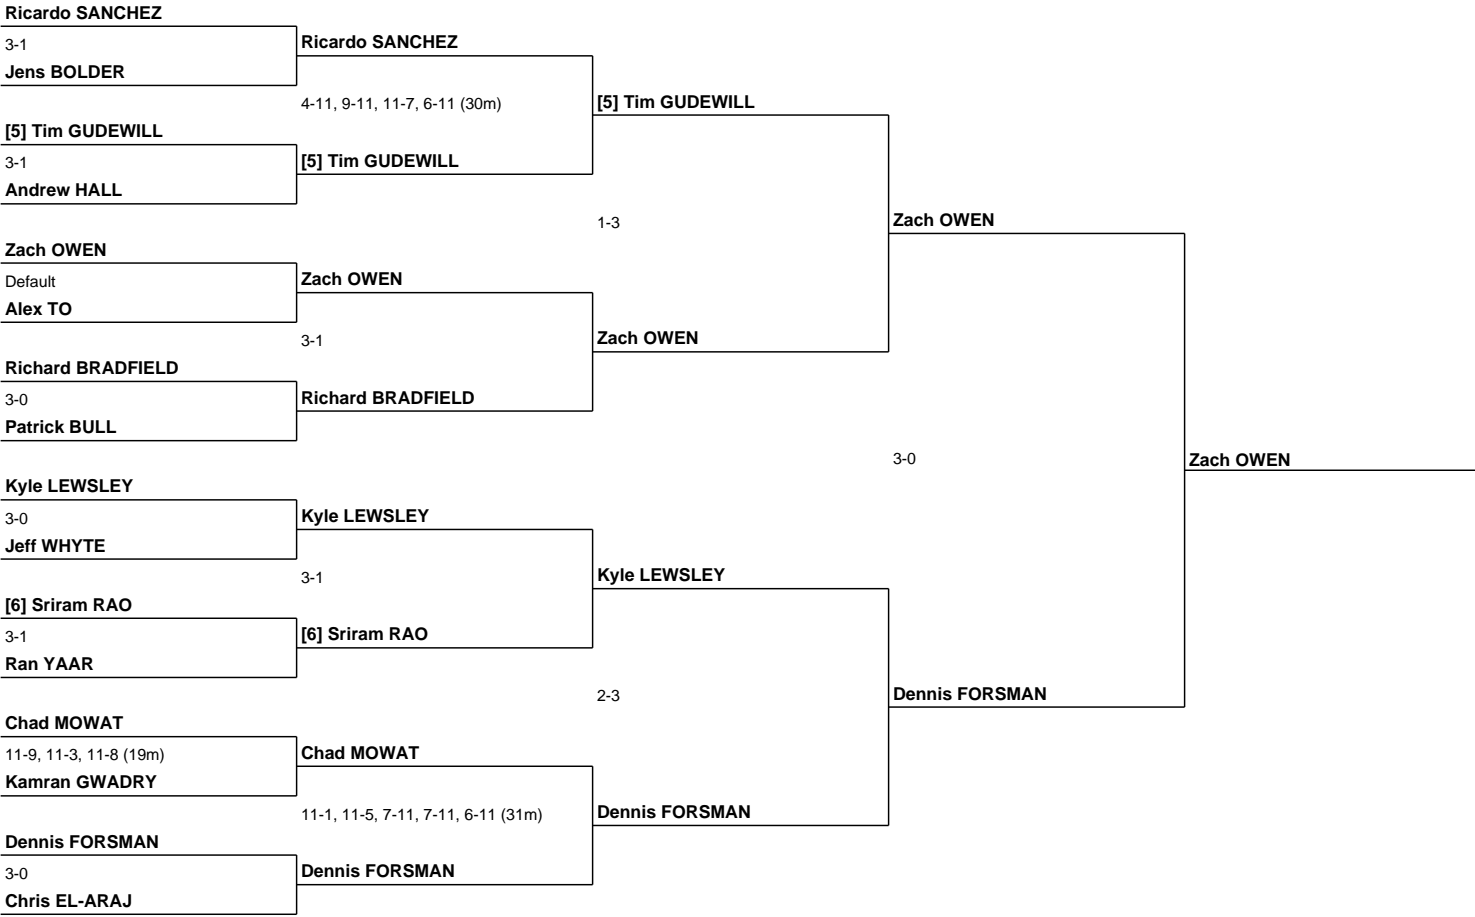 Ricardo SANCHEZ
3-1
Jens BOLDER
[5] Tim GUDEWILL
3-1
Andrew HALL
Zach OWEN
Default
Alex TO
Richard BRADFIELD
3-0
Patrick BULL
Kyle LEWSLEY
3-0
Jeff WHYTE
[6] Sriram RAO
3-1
Ran YAAR
Chad MOWAT
11-9, 11-3, 11-8 (19m)
Kamran GWADRY
Dennis FORSMAN
3-0
Chris EL-ARAJ
Ricardo SANCHEZ
4-11, 9-11, 11-7, 6-11 (30m)
[5] Tim GUDEWILL
Zach OWEN
3-1
Richard BRADFIELD
Kyle LEWSLEY
3-1
[6] Sriram RAO
Chad MOWAT
11-1, 11-5, 7-11, 7-11, 6-11 (31m)
Dennis FORSMAN
[5] Tim GUDEWILL
1-3
Zach OWEN
Kyle LEWSLEY
2-3
Dennis FORSMAN
Zach OWEN
3-0
Dennis FORSMAN
Zach OWEN